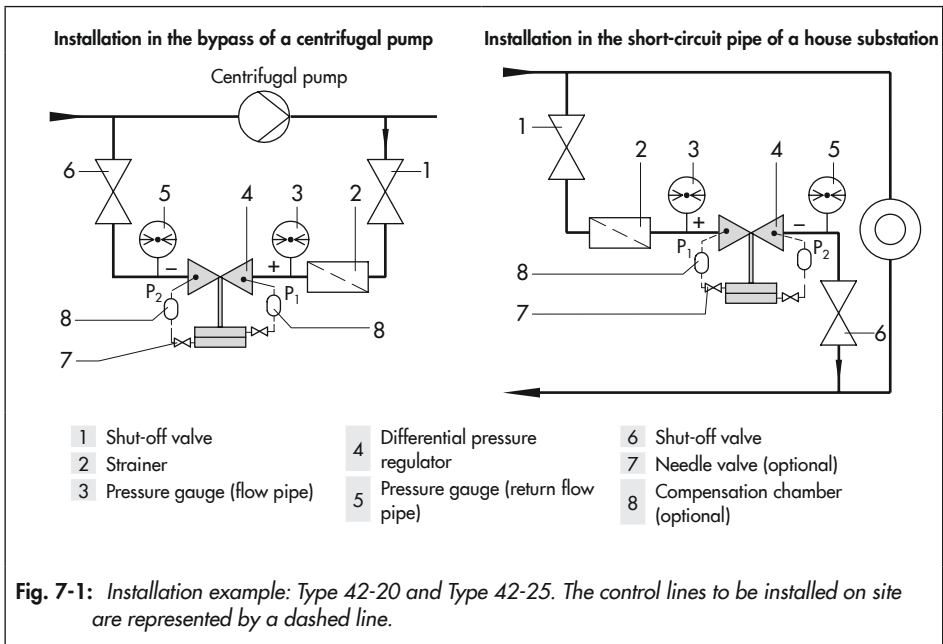 Installation in the bypass of a centrifugal pump
Centrifugal pump
6
5
4
3
2
1
–
+
P2
P1
8
8
7
Installation in the short-circuit pipe of a house substation
1
2
3
4
5
+
–
P1
P2
8
7
6
1 Shut-off valve
2 Strainer
3 Pressure gauge (flow pipe)
4 Differential pressure
regulator
5 Pressure gauge (return flow
pipe)
6 Shut-off valve
7 Needle valve (optional)
8 Compensation chamber
(optional)
Fig. 7-1: Installation example: Type 42-20 and Type 42-25. The control lines to be installed on site
are represented by a dashed line.